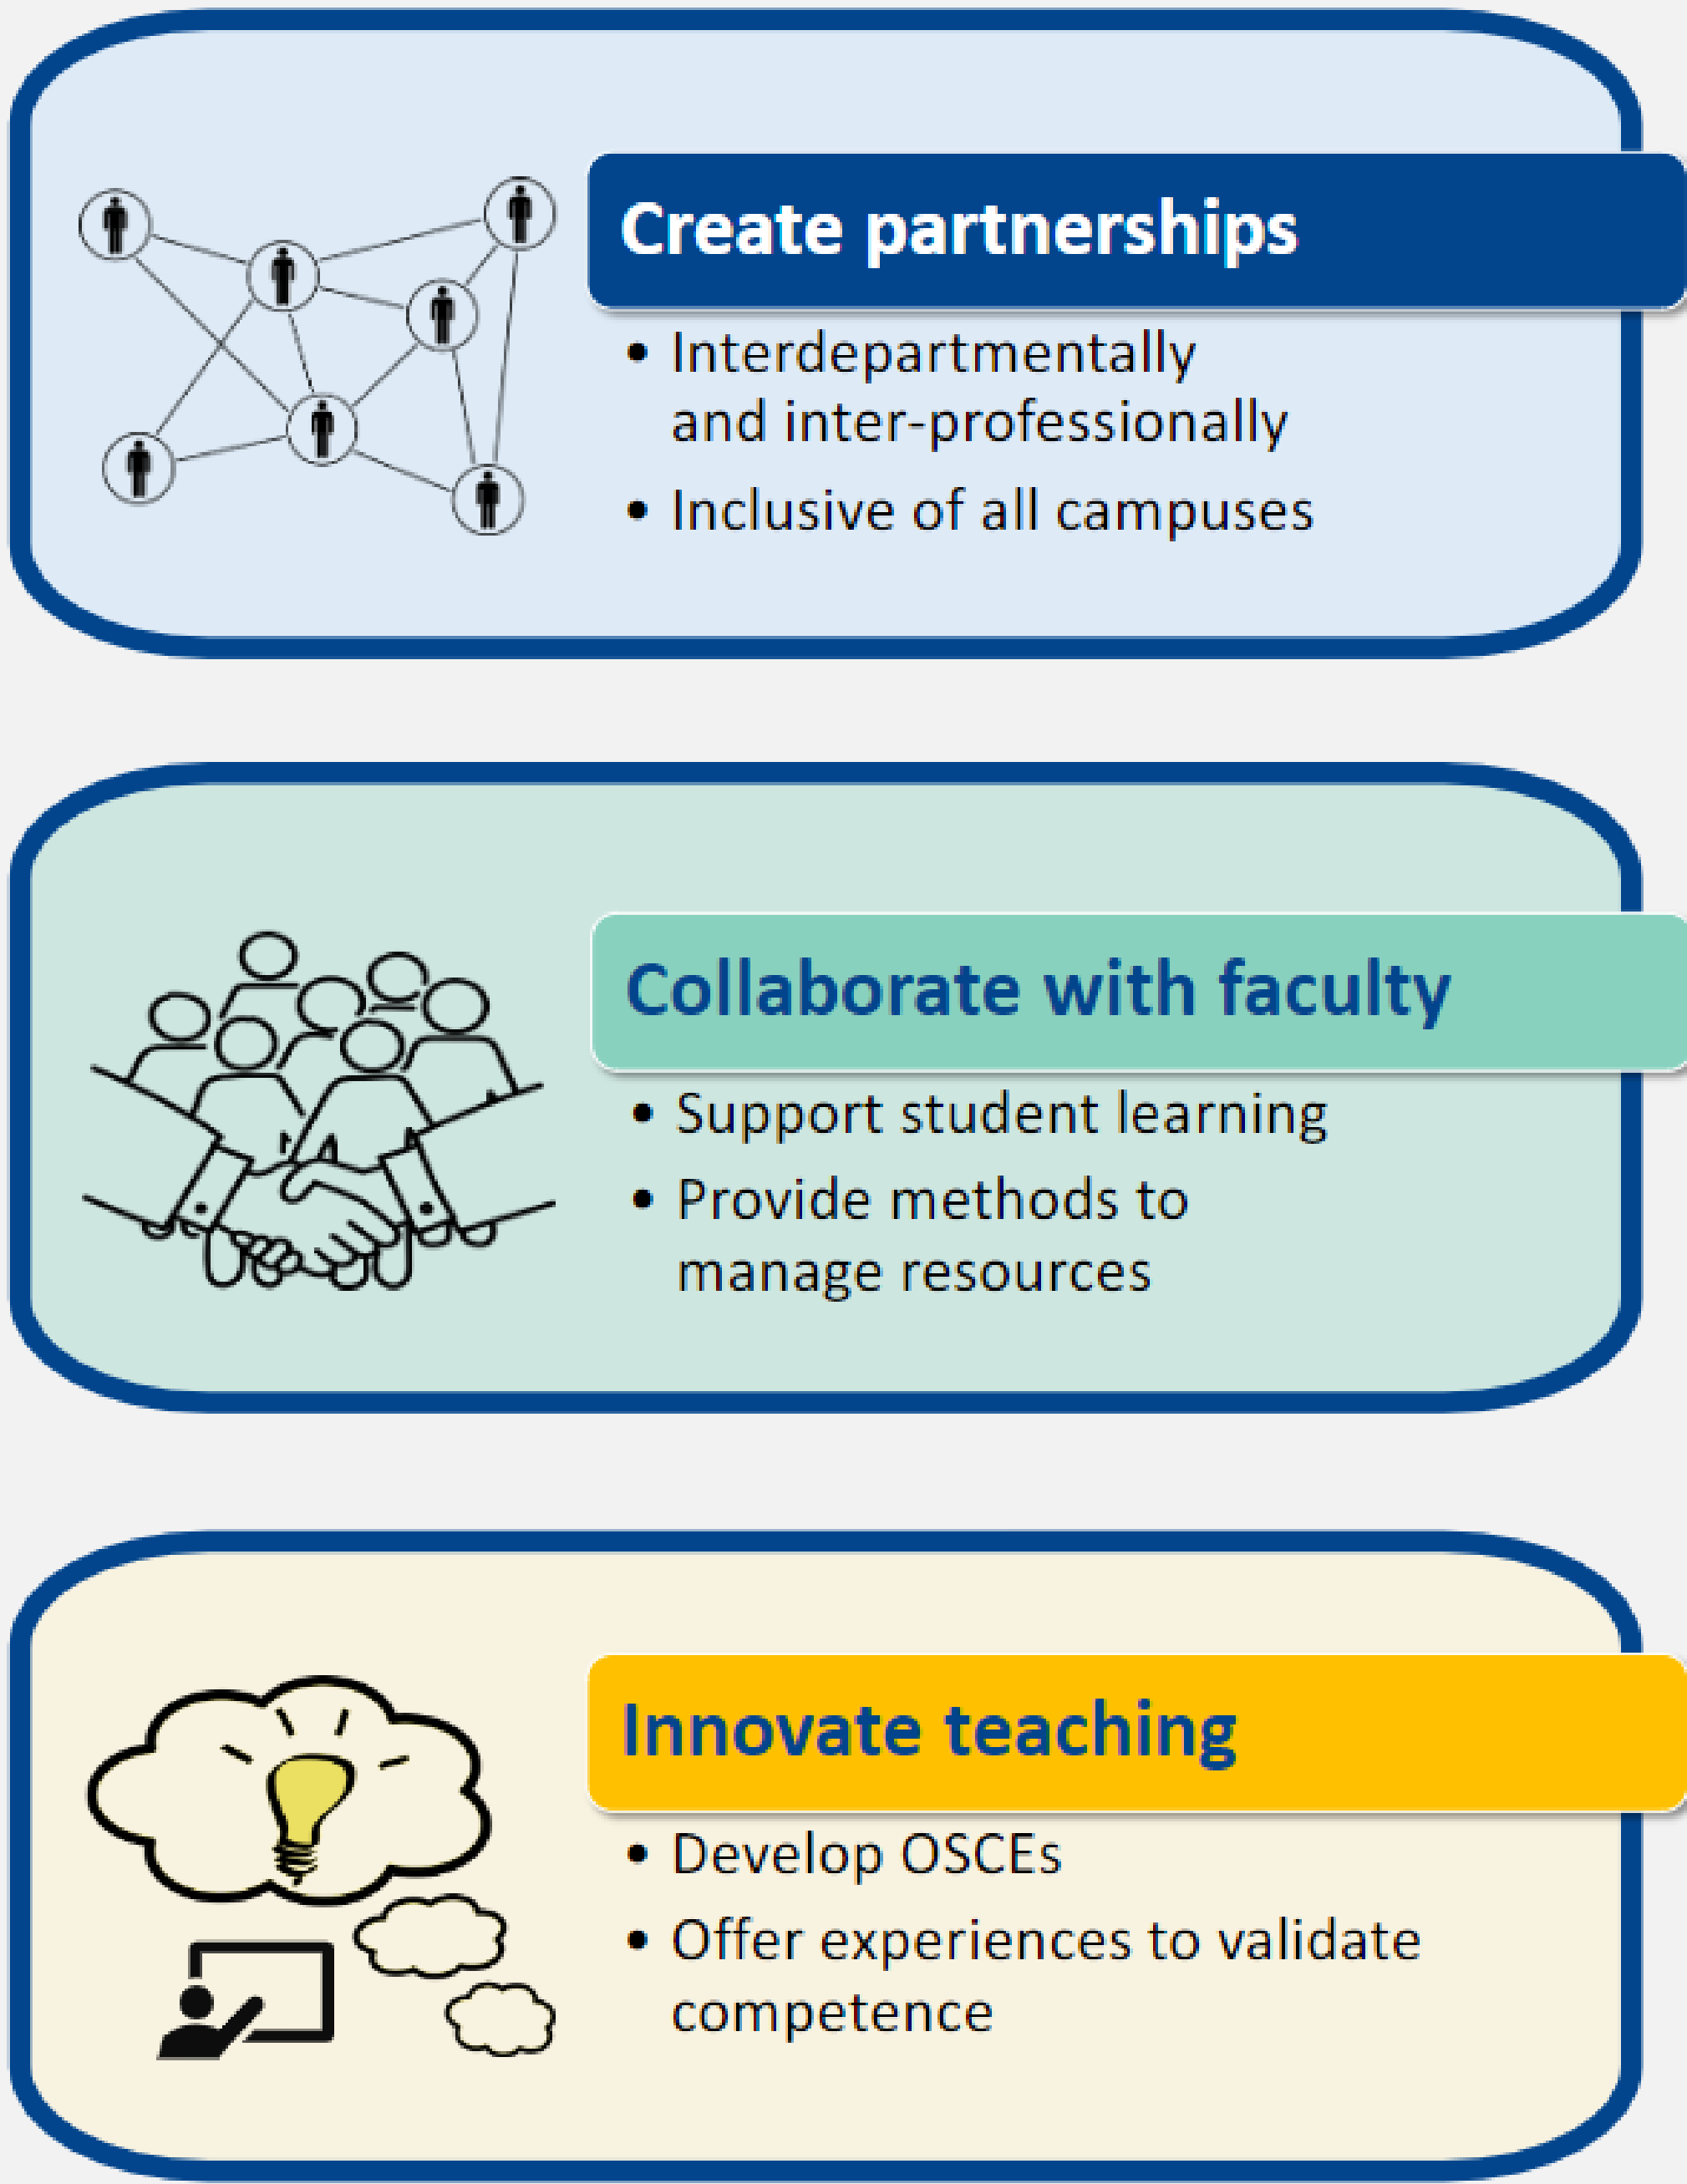 Create partnerships
• Interdepartmentally
and inter-professionally
• Inclusive of all campuses
Collaborate with faculty
• Support student learning
• Provide methods to
manage resources
Innovate teaching
• Develop OSCEs
• Offer experiences to validate
competence